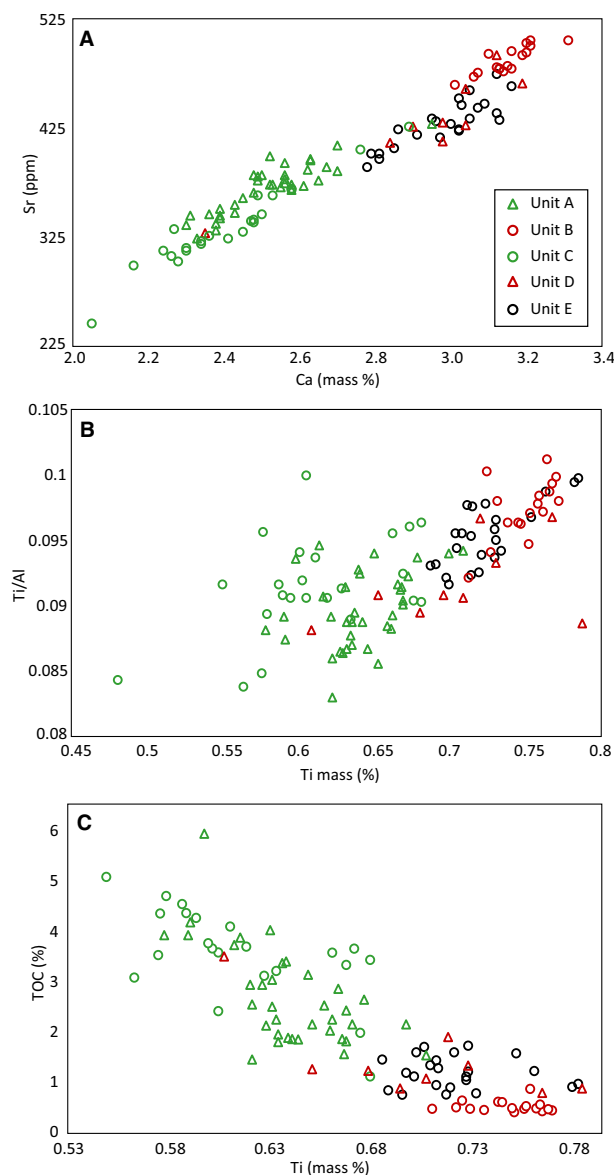 A
Sr (ppm)
525
425
325
225
2.0 2.2 2.4 2.6 2.8 3.0 3.2 3.4
Ca (mass %)
Unit A
Unit B
Unit C
Unit D
Unit E
B
Ti/Al
0.105
0.1
0.095
0.09
0.085
0.08
0.45 0.5 0.55 0.6 0.65 0.7 0.75 0.8
Ti mass (%)
C
TOC (%)
6
5
4
3
2
1
0
0.53 0.58 0.63 0.68 0.73 0.78
Ti (mass %)